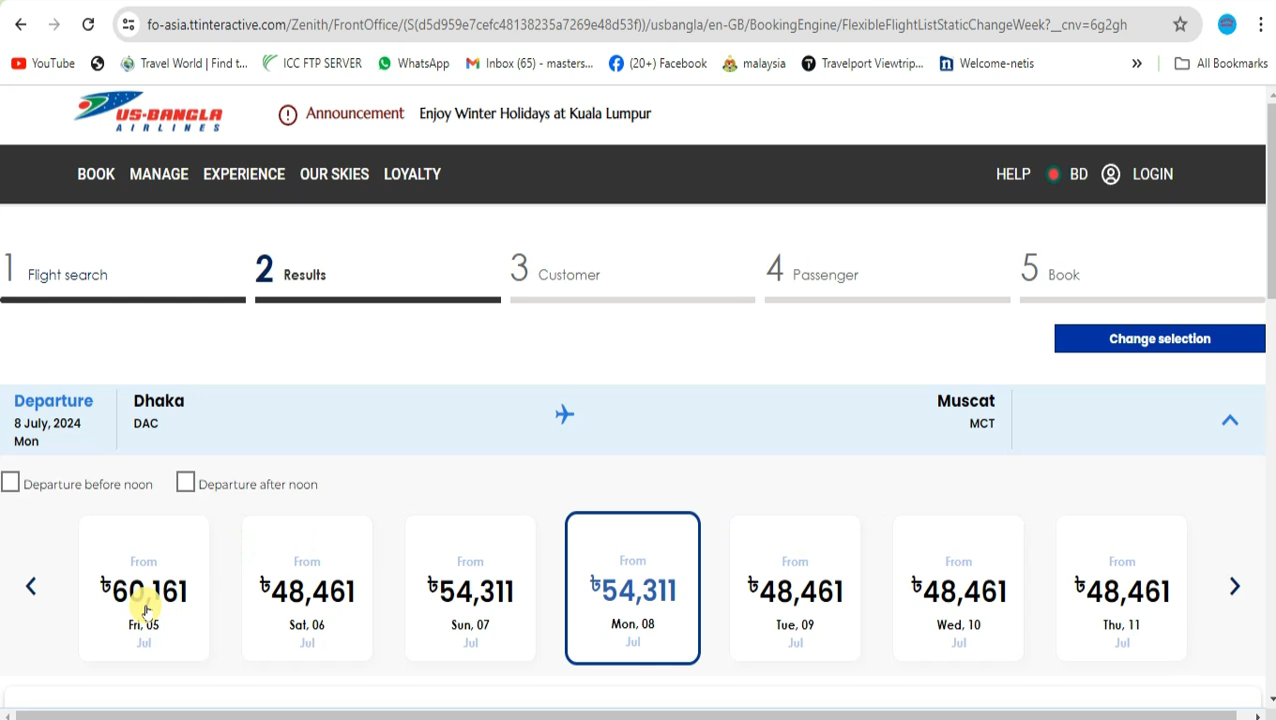 fo-asia.ttinteractive.com/Zenith/FrontOffice/(S(d5d959e7cefc48138235a7269e48d53f))/usbangla/en-GB/BookingEngine/FlexibleFlightListStaticChangeWeek?__cnv=6g2gh
YouTube Travel World | Find t... ICC FTP SERVER WhatsApp Inbox (65) - masters... (20+) Facebook malaysia Travelport Viewtrip... Welcome-netis » All Bookmarks
US-BANGLA
AIRLINES
Announcement Enjoy Winter Holidays at Kuala Lumpur
BOOK MANAGE EXPERIENCE OUR SKIES LOYALTY HELP BD LOGIN
1 Flight search 2 Results 3 Customer 4 Passenger 5 Book
Change selection
Departure Dhaka Muscat
8 July, 2024 DAC MCT
Mon
Departure before noon Departure after noon
From From From From From From From
৳60,161 ৳48,461 ৳54,311 ৳54,311 ৳48,461 ৳48,461 ৳48,461
Fri, 05 Sat, 06 Sun, 07 Mon, 08 Tue, 09 Wed, 10 Thu, 11
Jul Jul Jul Jul Jul Jul Jul